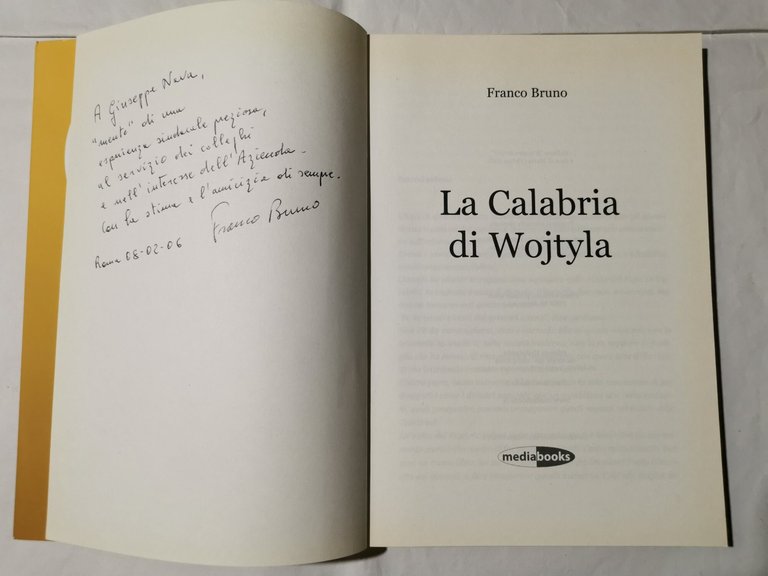 A Giuseppe Nava,
"mente" di una
esperienza sindacale preziosa,
al servizio dei colleghi
e nell'interesse dell'Azienda.
Con la stima e l'amicizia di sempre.
Franco Bruno
Roma 08-02-06
Franco Bruno
La Calabria
di Wojtyla
mediabooks